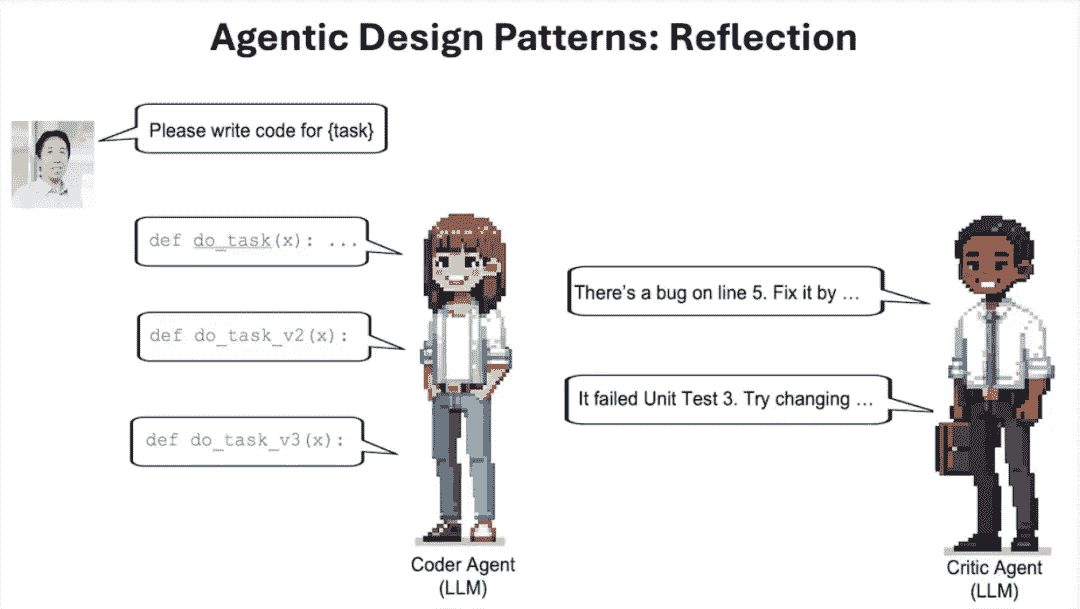 Agentic Design Patterns: Reflection
Please write code for {task}
def do_task(x): ...
There's a bug on line 5. Fix it by ...
def do_task_v2(x):
It failed Unit Test 3. Try changing ...
def do_task_v3(x):
Coder Agent
(LLM)
Critic Agent
(LLM)